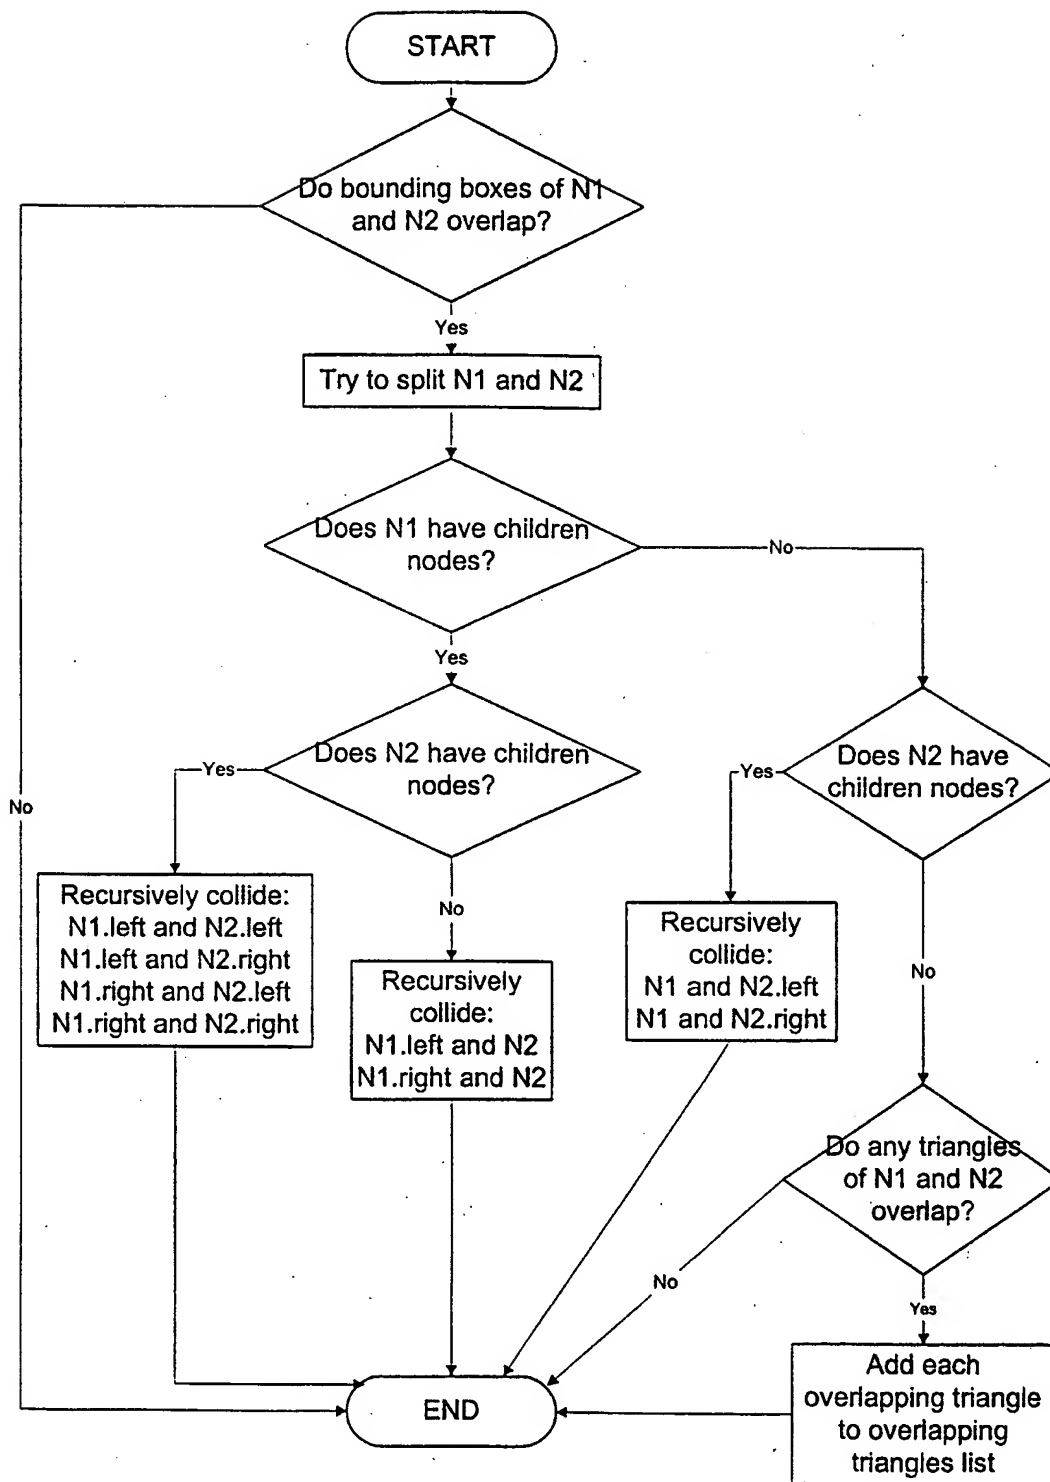 START
Do bounding boxes of N1
and N2 overlap?
Yes
Try to split N1 and N2
Does N1 have children
nodes?
No
Yes
Does N2 have children
nodes?
Yes
Does N2 have
children nodes?
Yes
No
Recursively collide:
N1.left and N2.left
N1.left and N2.right
N1.right and N2.left
N1.right and N2.right
No
Recursively
collide:
N1.left and N2
N1.right and N2
Recursively
collide:
N1 and N2.left
N1 and N2.right
No
Do any triangles
of N1 and N2
overlap?
No
Yes
Add each
overlapping triangle
to overlapping
triangles list
END